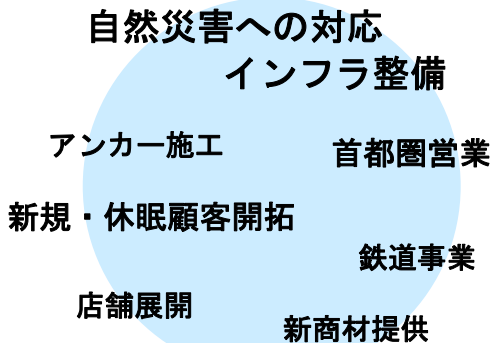 自然災害への対応
インフラ整備
アンカー施工
首都圏営業
新規・休眠顧客開拓
鉄道事業
店舗展開
新商材提供